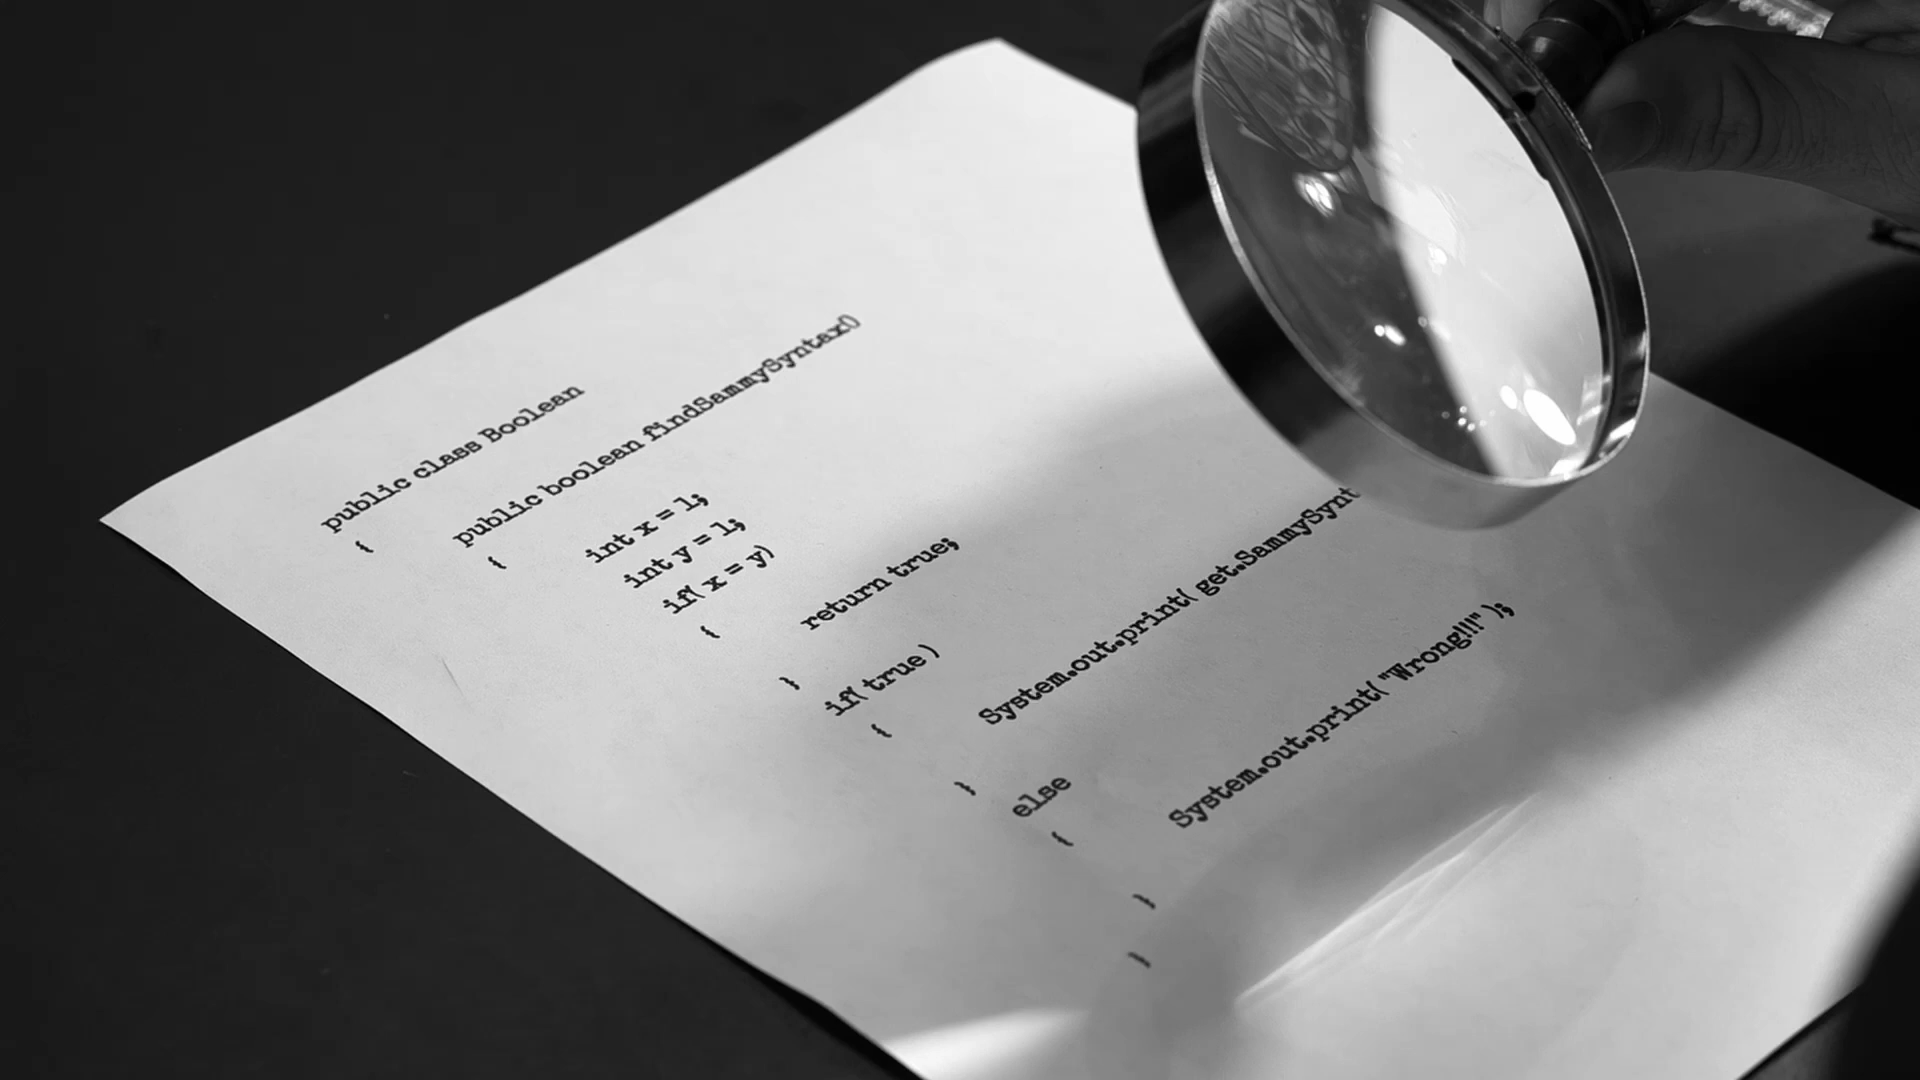 public class Boolean
{
public boolean findSammySyntax()
{
int x = 1;
int y = 1;
if( x = y)
{
return true;
}
if( true )
{
System.out.print( get.SammySynt
}
else
{
System.out.print( "Wrong!!!" );
}
}